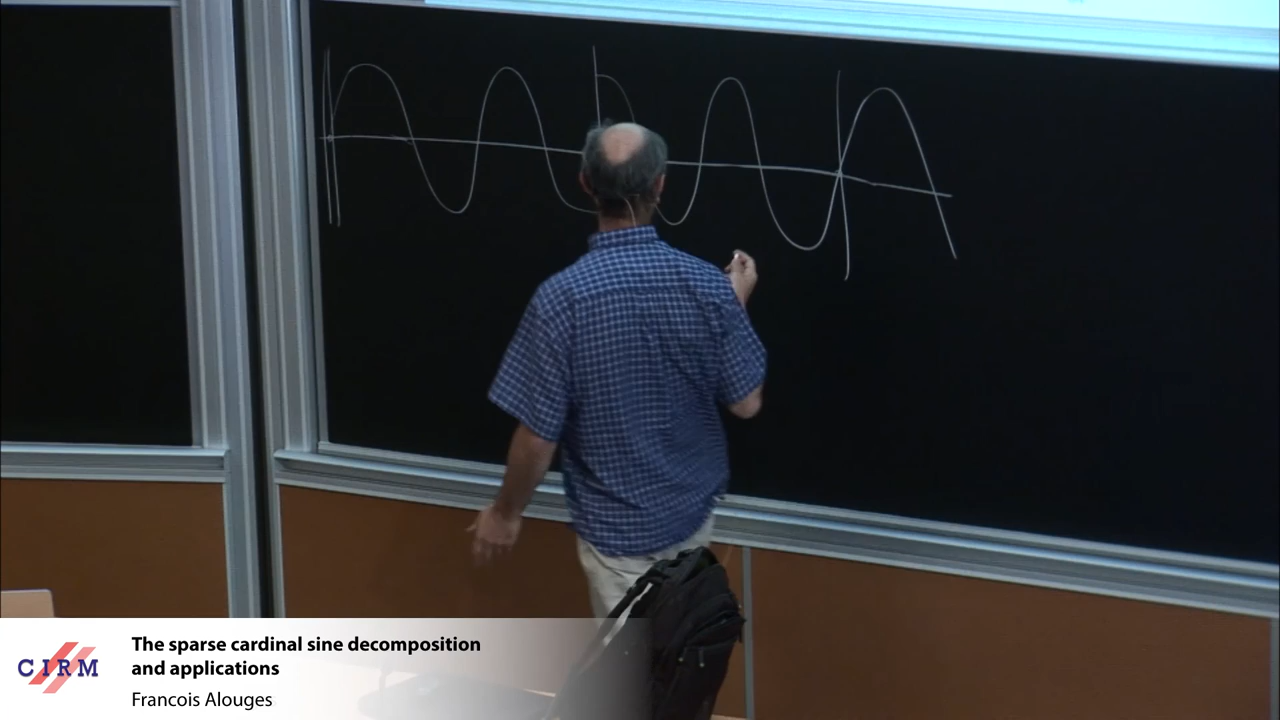 CIRM
The sparse cardinal sine decomposition
and applications
Francois Alouges